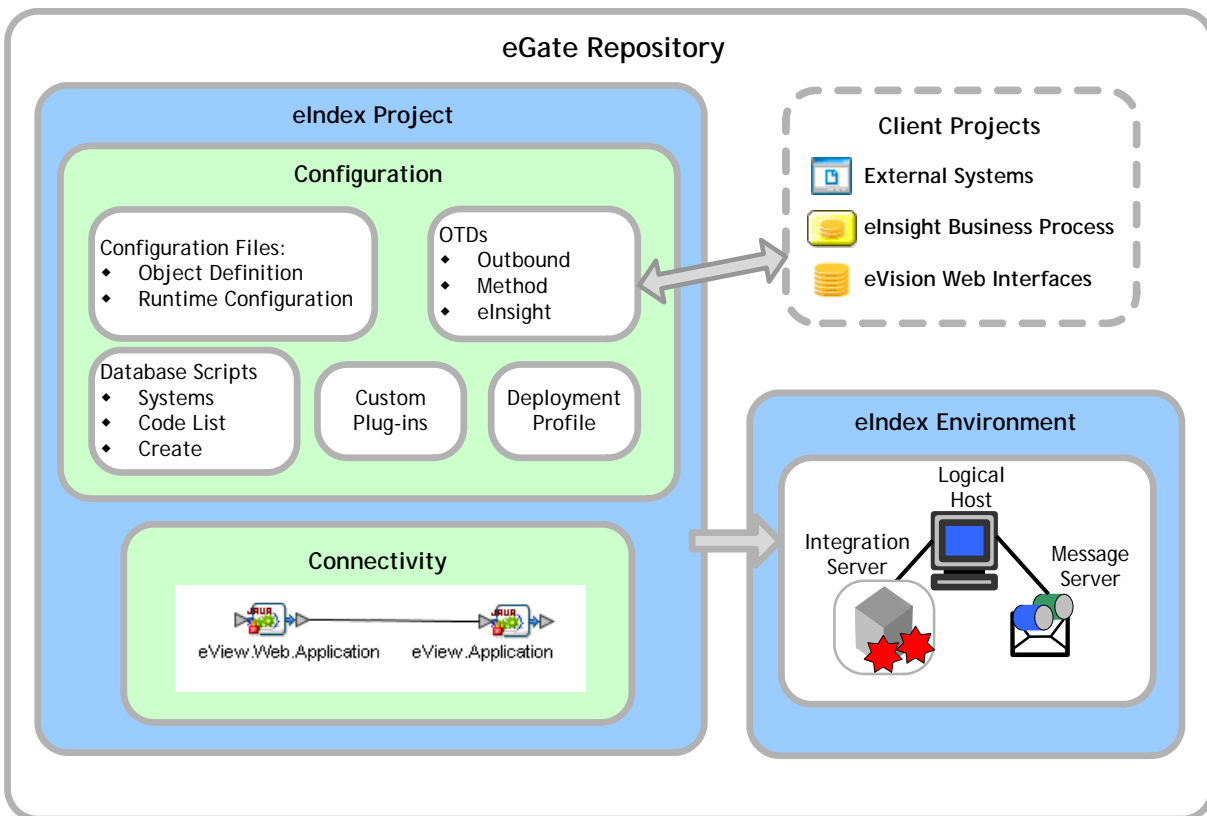 eGate Repository
eIndex Project
Configuration
Configuration Files:
◆ Object Definition
◆ Runtime Configuration
OTDs
◆ Outbound
◆ Method
◆ eInsight
Database Scripts
◆ Systems
◆ Code List
◆ Create
Custom
Plug-ins
Deployment
Profile
Connectivity
JAVA
JAVA
eView.Web.Application
eView.Application
Client Projects
External Systems
eInsight Business Process
eVision Web Interfaces
eIndex Environment
Logical
Host
Integration
Server
Message
Server